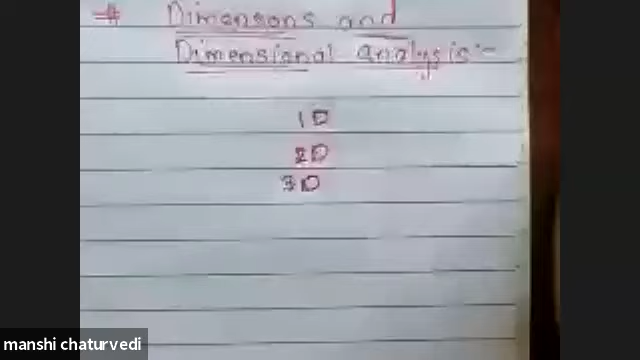 # Dimensons and
Dimensional analysis :-
1D
2D
3D
manshi chaturvedi